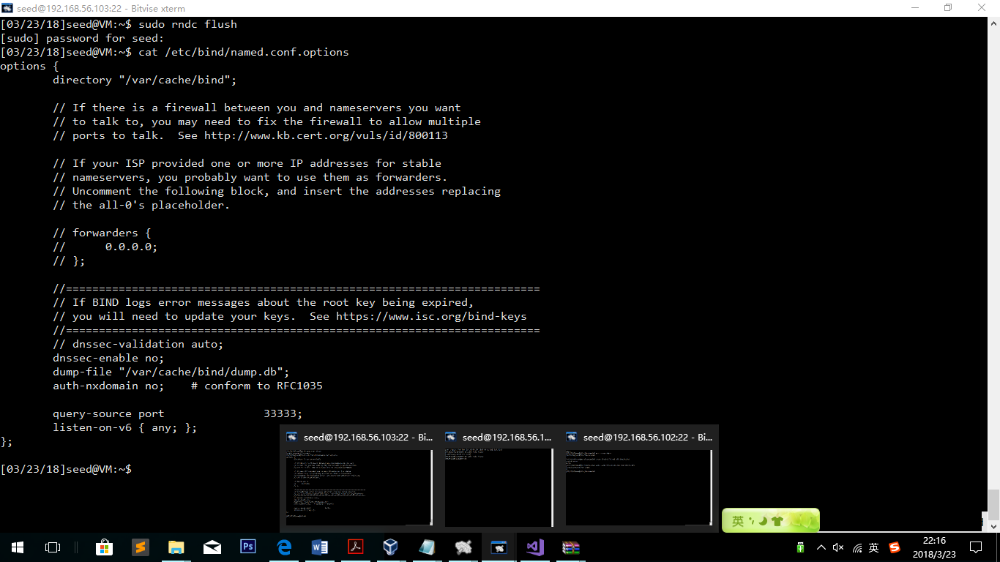 seed@192.168.56.103:22 - Bitvise xterm
[03/23/18]seed@VM:~$ sudo rndc flush
[sudo] password for seed:
[03/23/18]seed@VM:~$ cat /etc/bind/named.conf.options
options {
        directory "/var/cache/bind";

        // If there is a firewall between you and nameservers you want
        // to talk to, you may need to fix the firewall to allow multiple
        // ports to talk.  See http://www.kb.cert.org/vuls/id/800113

        // If your ISP provided one or more IP addresses for stable
        // nameservers, you probably want to use them as forwarders.
        // Uncomment the following block, and insert the addresses replacing
        // the all-0's placeholder.

        // forwarders {
        //      0.0.0.0;
        // };

        //========================================================================
        // If BIND logs error messages about the root key being expired,
        // you will need to update your keys.  See https://www.isc.org/bind-keys
        //========================================================================
        // dnssec-validation auto;
        dnssec-enable no;
        dump-file "/var/cache/bind/dump.db";
        auth-nxdomain no;    # conform to RFC1035

        query-source port               33333;
        listen-on-v6 { any; };
};

[03/23/18]seed@VM:~$
seed@192.168.56.103:22 - Bi...
seed@192.168.56.1...
seed@192.168.56.102:22 - Bi...
英
Ps
英
22:16
2018/3/23